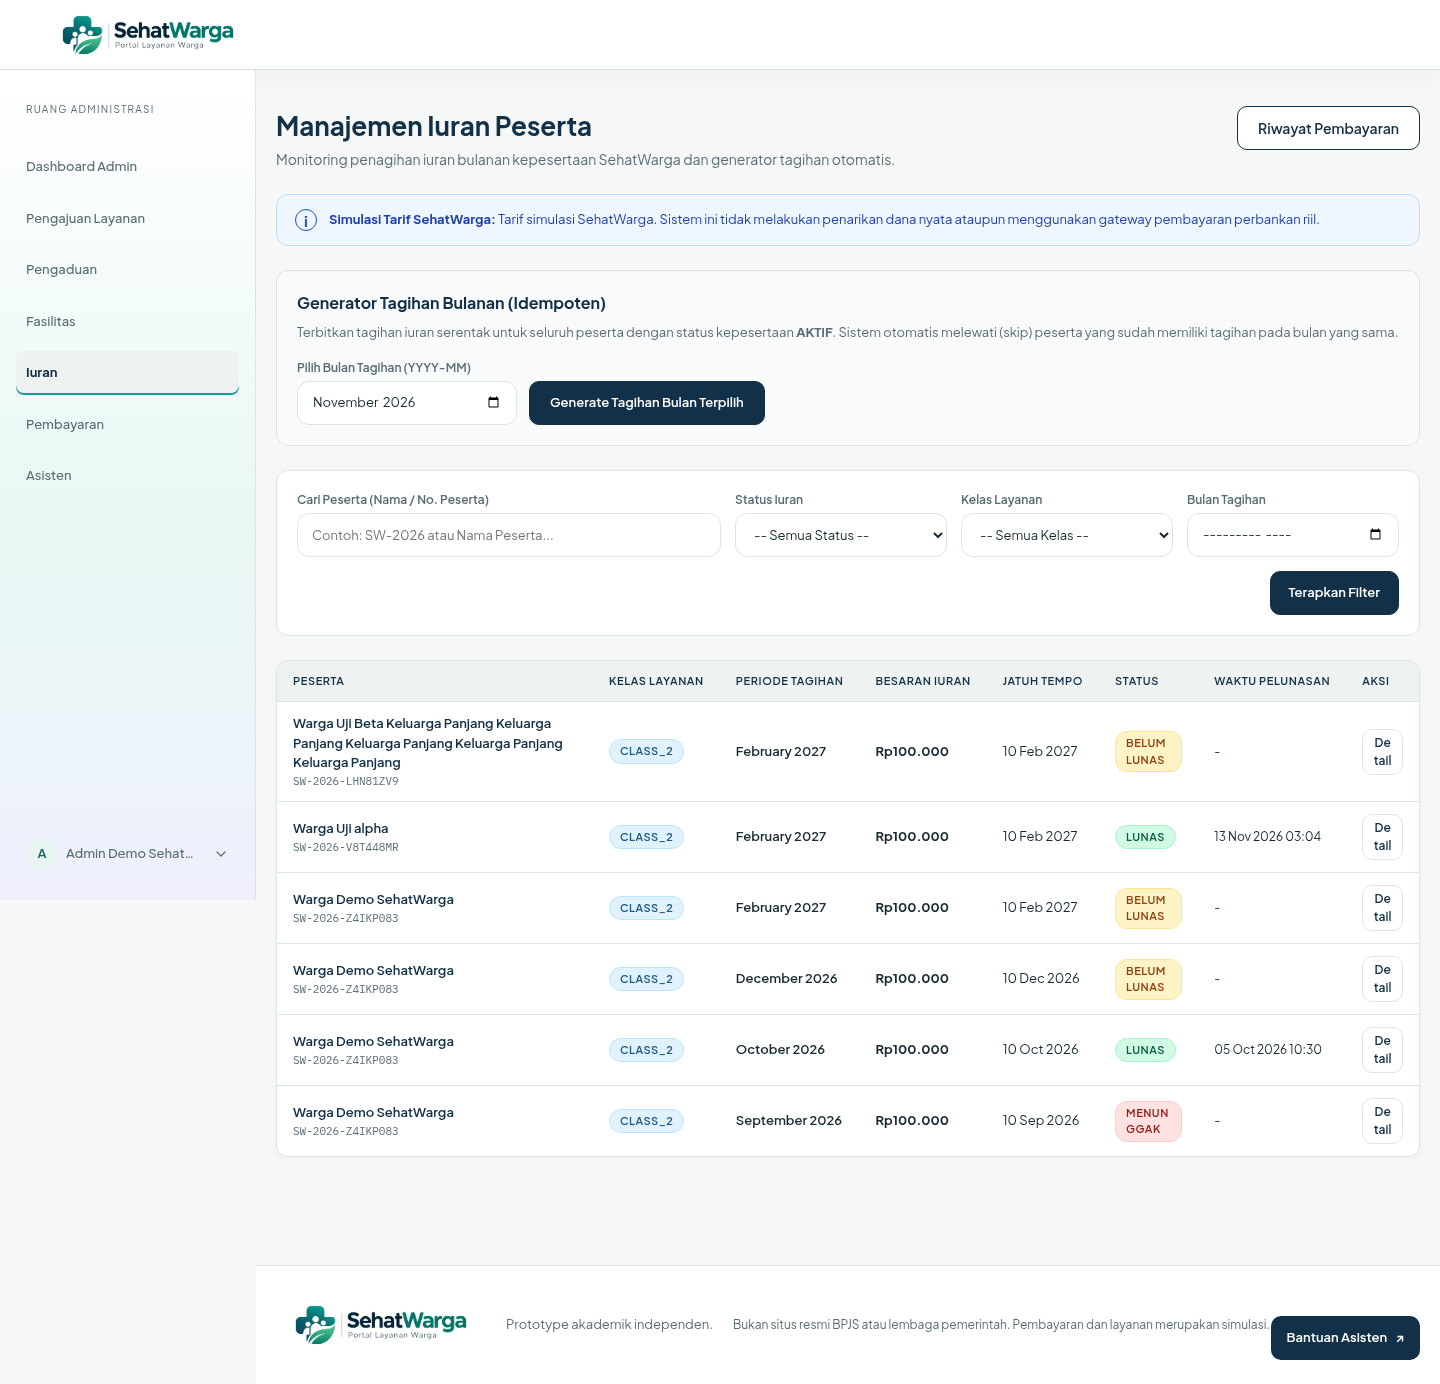 SehatWarga
Portal Layanan Warga
RUANG ADMINISTRASI
Dashboard Admin
Pengajuan Layanan
Pengaduan
Fasilitas
Iuran
Pembayaran
Asisten
A Admin Demo Sehat...
Manajemen Iuran Peserta
Monitoring penagihan iuran bulanan kepesertaan SehatWarga dan generator tagihan otomatis.
Riwayat Pembayaran
Simulasi Tarif SehatWarga: Tarif simulasi SehatWarga. Sistem ini tidak melakukan penarikan dana nyata ataupun menggunakan gateway pembayaran perbankan riil.
Generator Tagihan Bulanan (Idempoten)
Terbitkan tagihan iuran serentak untuk seluruh peserta dengan status kepesertaan AKTIF. Sistem otomatis melewati (skip) peserta yang sudah memiliki tagihan pada bulan yang sama.
Pilih Bulan Tagihan (YYYY-MM)
November 2026
Generate Tagihan Bulan Terpilih
Cari Peserta (Nama / No. Peserta) Status Iuran Kelas Layanan Bulan Tagihan
Contoh: SW-2026 atau Nama Peserta... -- Semua Status -- -- Semua Kelas -- --------- ----
Terapkan Filter
PESERTA KELAS LAYANAN PERIODE TAGIHAN BESARAN IURAN JATUH TEMPO STATUS WAKTU PELUNASAN AKSI
Warga Uji Beta Keluarga Panjang Keluarga
Panjang Keluarga Panjang Keluarga Panjang
Keluarga Panjang
SW-2026-LHN81ZV9
CLASS_2 February 2027 Rp100.000 10 Feb 2027
BELUM
LUNAS
-
De
tail
Warga Uji alpha
SW-2026-V8T448MR
CLASS_2 February 2027 Rp100.000 10 Feb 2027 LUNAS 13 Nov 2026 03:04
De
tail
Warga Demo SehatWarga
SW-2026-Z4IKP083
CLASS_2 February 2027 Rp100.000 10 Feb 2027
BELUM
LUNAS
-
De
tail
Warga Demo SehatWarga
SW-2026-Z4IKP083
CLASS_2 December 2026 Rp100.000 10 Dec 2026
BELUM
LUNAS
-
De
tail
Warga Demo SehatWarga
SW-2026-Z4IKP083
CLASS_2 October 2026 Rp100.000 10 Oct 2026 LUNAS 05 Oct 2026 10:30
De
tail
Warga Demo SehatWarga
SW-2026-Z4IKP083
CLASS_2 September 2026 Rp100.000 10 Sep 2026
MENUN
GGAK
-
De
tail
SehatWarga
Portal Layanan Warga
Prototype akademik independen. Bukan situs resmi BPJS atau lembaga pemerintah. Pembayaran dan layanan merupakan simulasi.
Bantuan Asisten